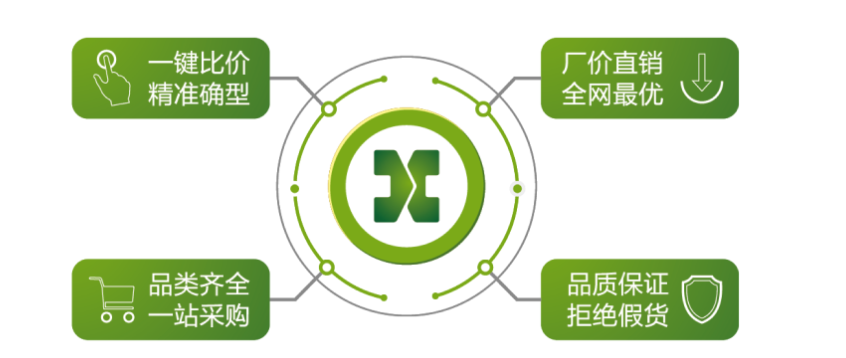 一键比价
精准确型
厂价直销
全网最优
品类齐全
一站采购
品质保证
拒绝假货